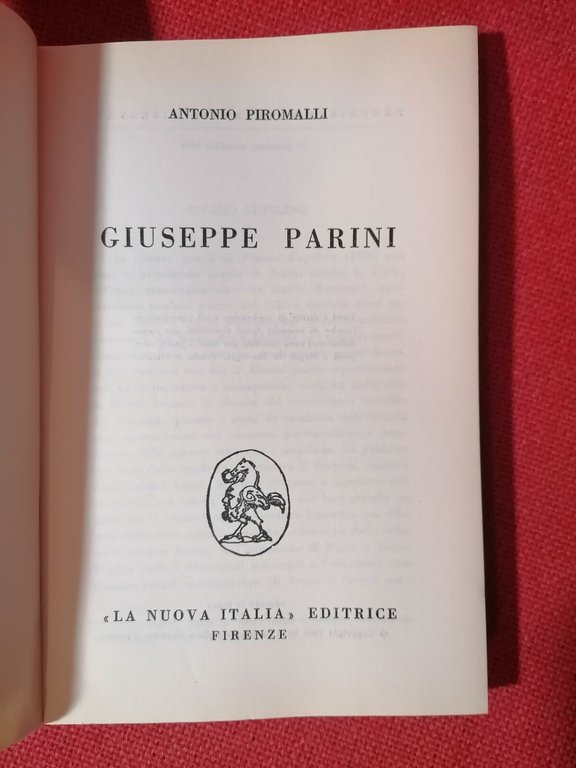 ANTONIO PIROMALLI
GIUSEPPE PARINI
«LA NUOVA ITALIA» EDITRICE
FIRENZE